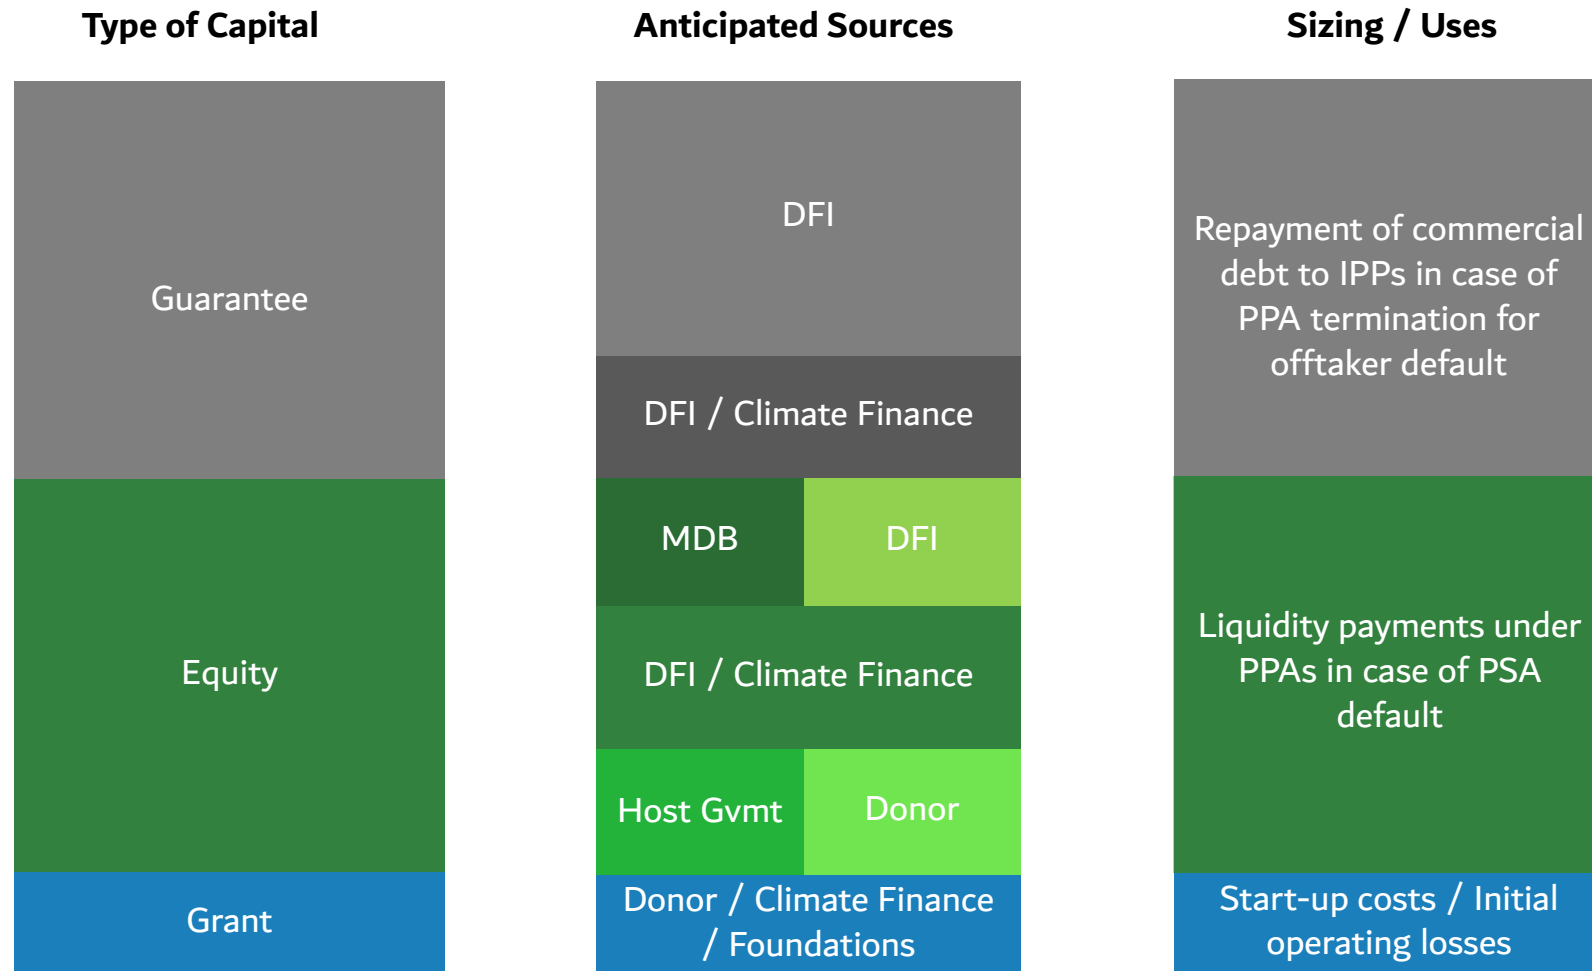 Type of Capital
Anticipated Sources
Sizing / Uses
Guarantee
Equity
Grant
DFI
DFI / Climate Finance
MDB
DFI
DFI / Climate Finance
Host Gvmt
Donor
Donor / Climate Finance
/ Foundations
Repayment of commercial
debt to IPPs in case of
PPA termination for
offtaker default
Liquidity payments under
PPAs in case of PSA
default
Start-up costs / Initial
operating losses